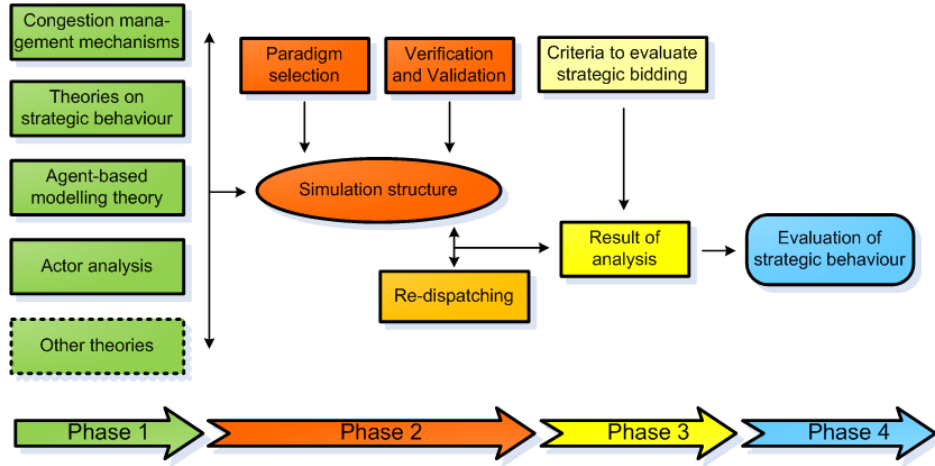 Congestion mana-
gement mechanisms
Theories on
strategic behaviour
Agent-based
modelling theory
Actor analysis
Other theories
Paradigm
selection
Verification
and Validation
Simulation structure
Re-dispatching
Criteria to evaluate
strategic bidding
Result of
analysis
Evaluation of
strategic behaviour
Phase 1
Phase 2
Phase 3
Phase 4